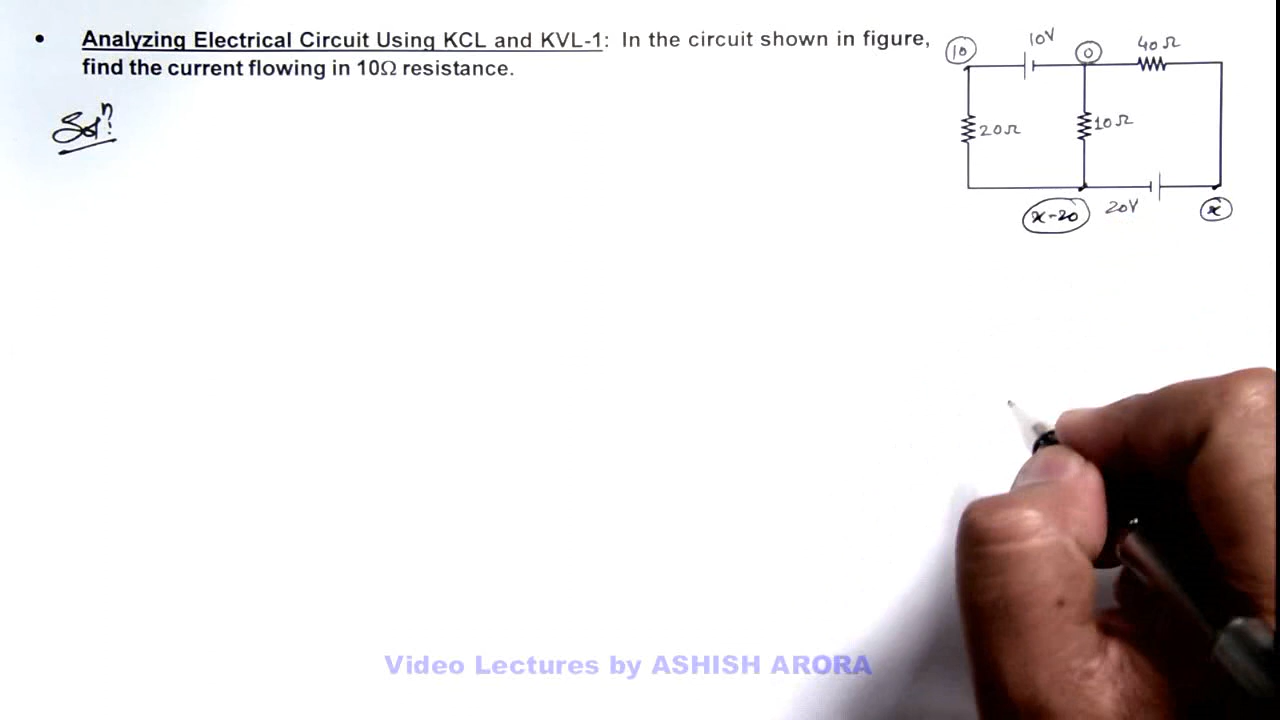 • Analyzing Electrical Circuit Using KCL and KVL-1: In the circuit shown in figure,
find the current flowing in 10Ω resistance.
Solⁿ:
10
10V
0
40Ω
20Ω
10Ω
x-20
20V
x
Video Lectures by ASHISH ARORA